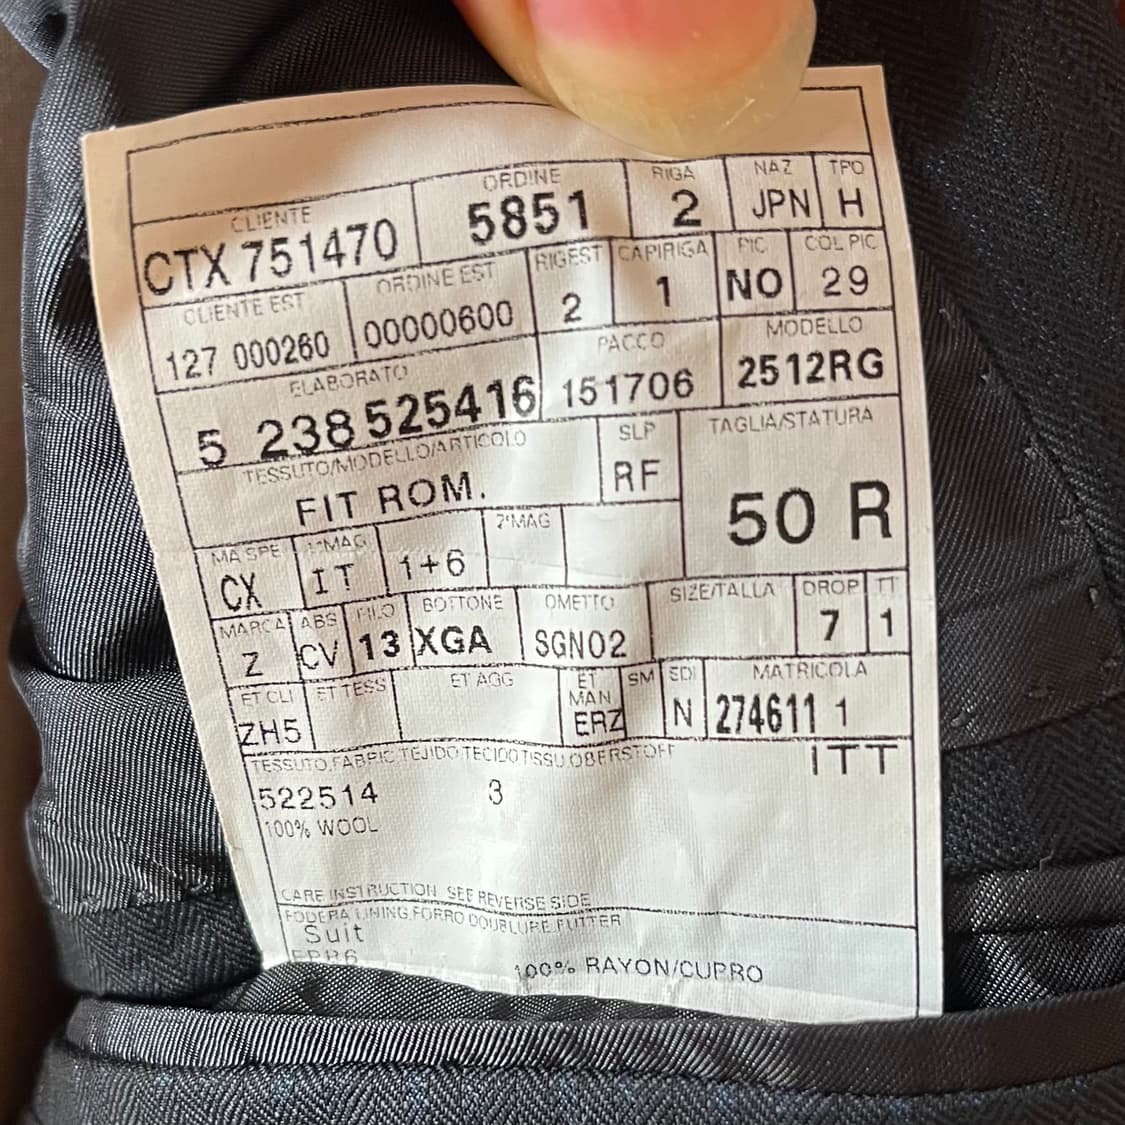 CLIENTE ORDINE RIGA NAZ TPO
CTX 751470 5851 2 JPN H
CLIENTE EST ORDINE EST RIGEST CAPIRIGA PIC COL PIC
127 000260 00000600 2 1 NO 29
ELABORATO PACCO MODELLO
5 238525416 151706 2512RG
TESSUTO/MODELLO/ARTICOLO SLP TAGLIA/STATURA
FIT ROM. RF 50 R
MA SPE 1°MAG 2°MAG
CX IT 1+6
MARCA ABS FILO BOTTONE OMETTO SIZE/TALLA DROP TT
Z CV 13 XGA SGN02 7 1
ET CLI ET TESS ET AGG ET MAN SM EDI MATRICOLA
ZH5 ERZ N 274611 1
TESSUTO,FABRIC,TEJIDO,TECIDO,TISSU,OBERSTOFF ITT
522514 3
100% WOOL
CARE INSTRUCTION SEE REVERSE SIDE
FODERA,LINING,FORRO,DOUBLURE,FUTTER
Suit
100% RAYON/CUPRO